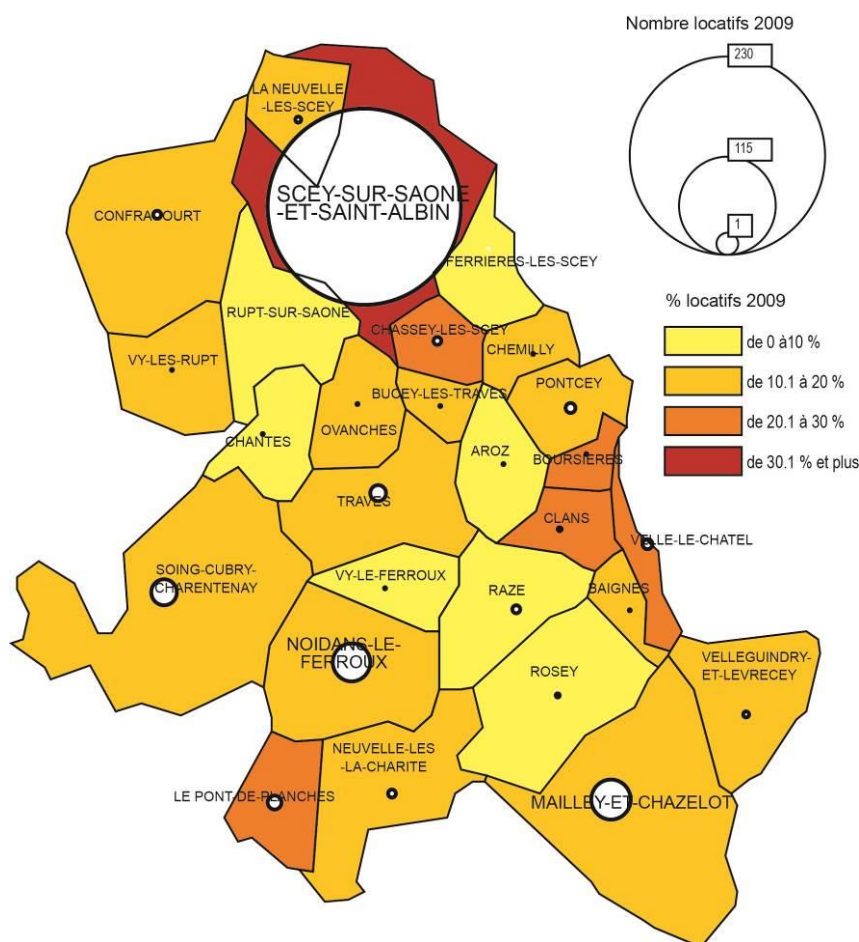 Nombre locatifs 2009
230
115
1
% locatifs 2009
de 0 à10 %
de 10.1 à 20 %
de 20.1 à 30 %
de 30.1 % et plus
LA NEUVELLE
-LES-SCEY
SCEY-SUR-SAONE
-ET-SAINT-ALBIN
CONFRACOURT
FERRIERES-LES-SCEY
RUPT-SUR-SAONE
CHASSEY-LES-SCEY
CHEMILLY
VY-LES-RUPT
PONTCEY
BUCEY-LES-TRAVES
OVANCHES
CHANTES
AROZ
BOURSIERES
TRAVES
CLANS
VELLE-LE-CHATEL
SOING-CUBRY-
CHARENTENAY
VY-LE-FERROUX
RAZE
BAIGNES
NOIDANS-LE-
FERROUX
ROSEY
VELLEGUINDRY-
ET-LEVRECEY
NEUVELLE-LES
-LA-CHARITE
LE PONT-DE-PLANCHES
MAILLEY-ET-CHAZELOT